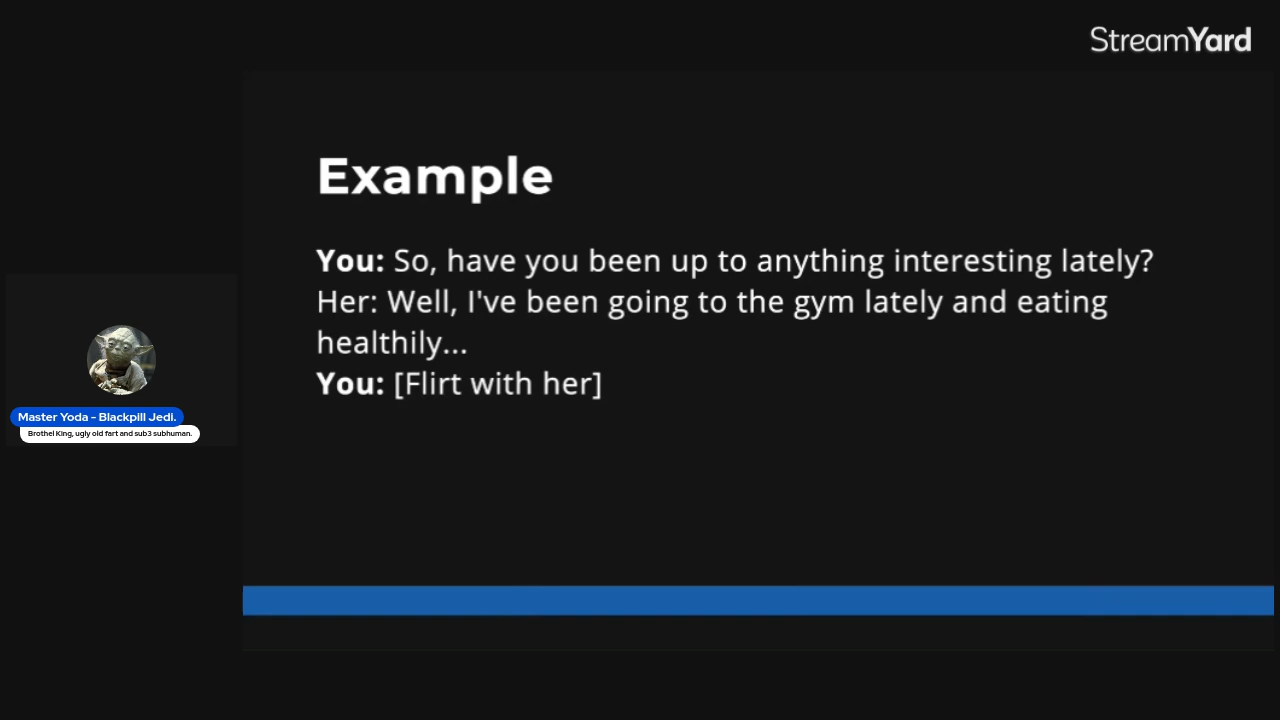 StreamYard
Example
You: So, have you been up to anything interesting lately?
Her: Well, I've been going to the gym lately and eating
healthily...
You: [Flirt with her]
Master Yoda - Blackpill Jedi.
Brothel King, ugly old fart and sub3 subhuman.